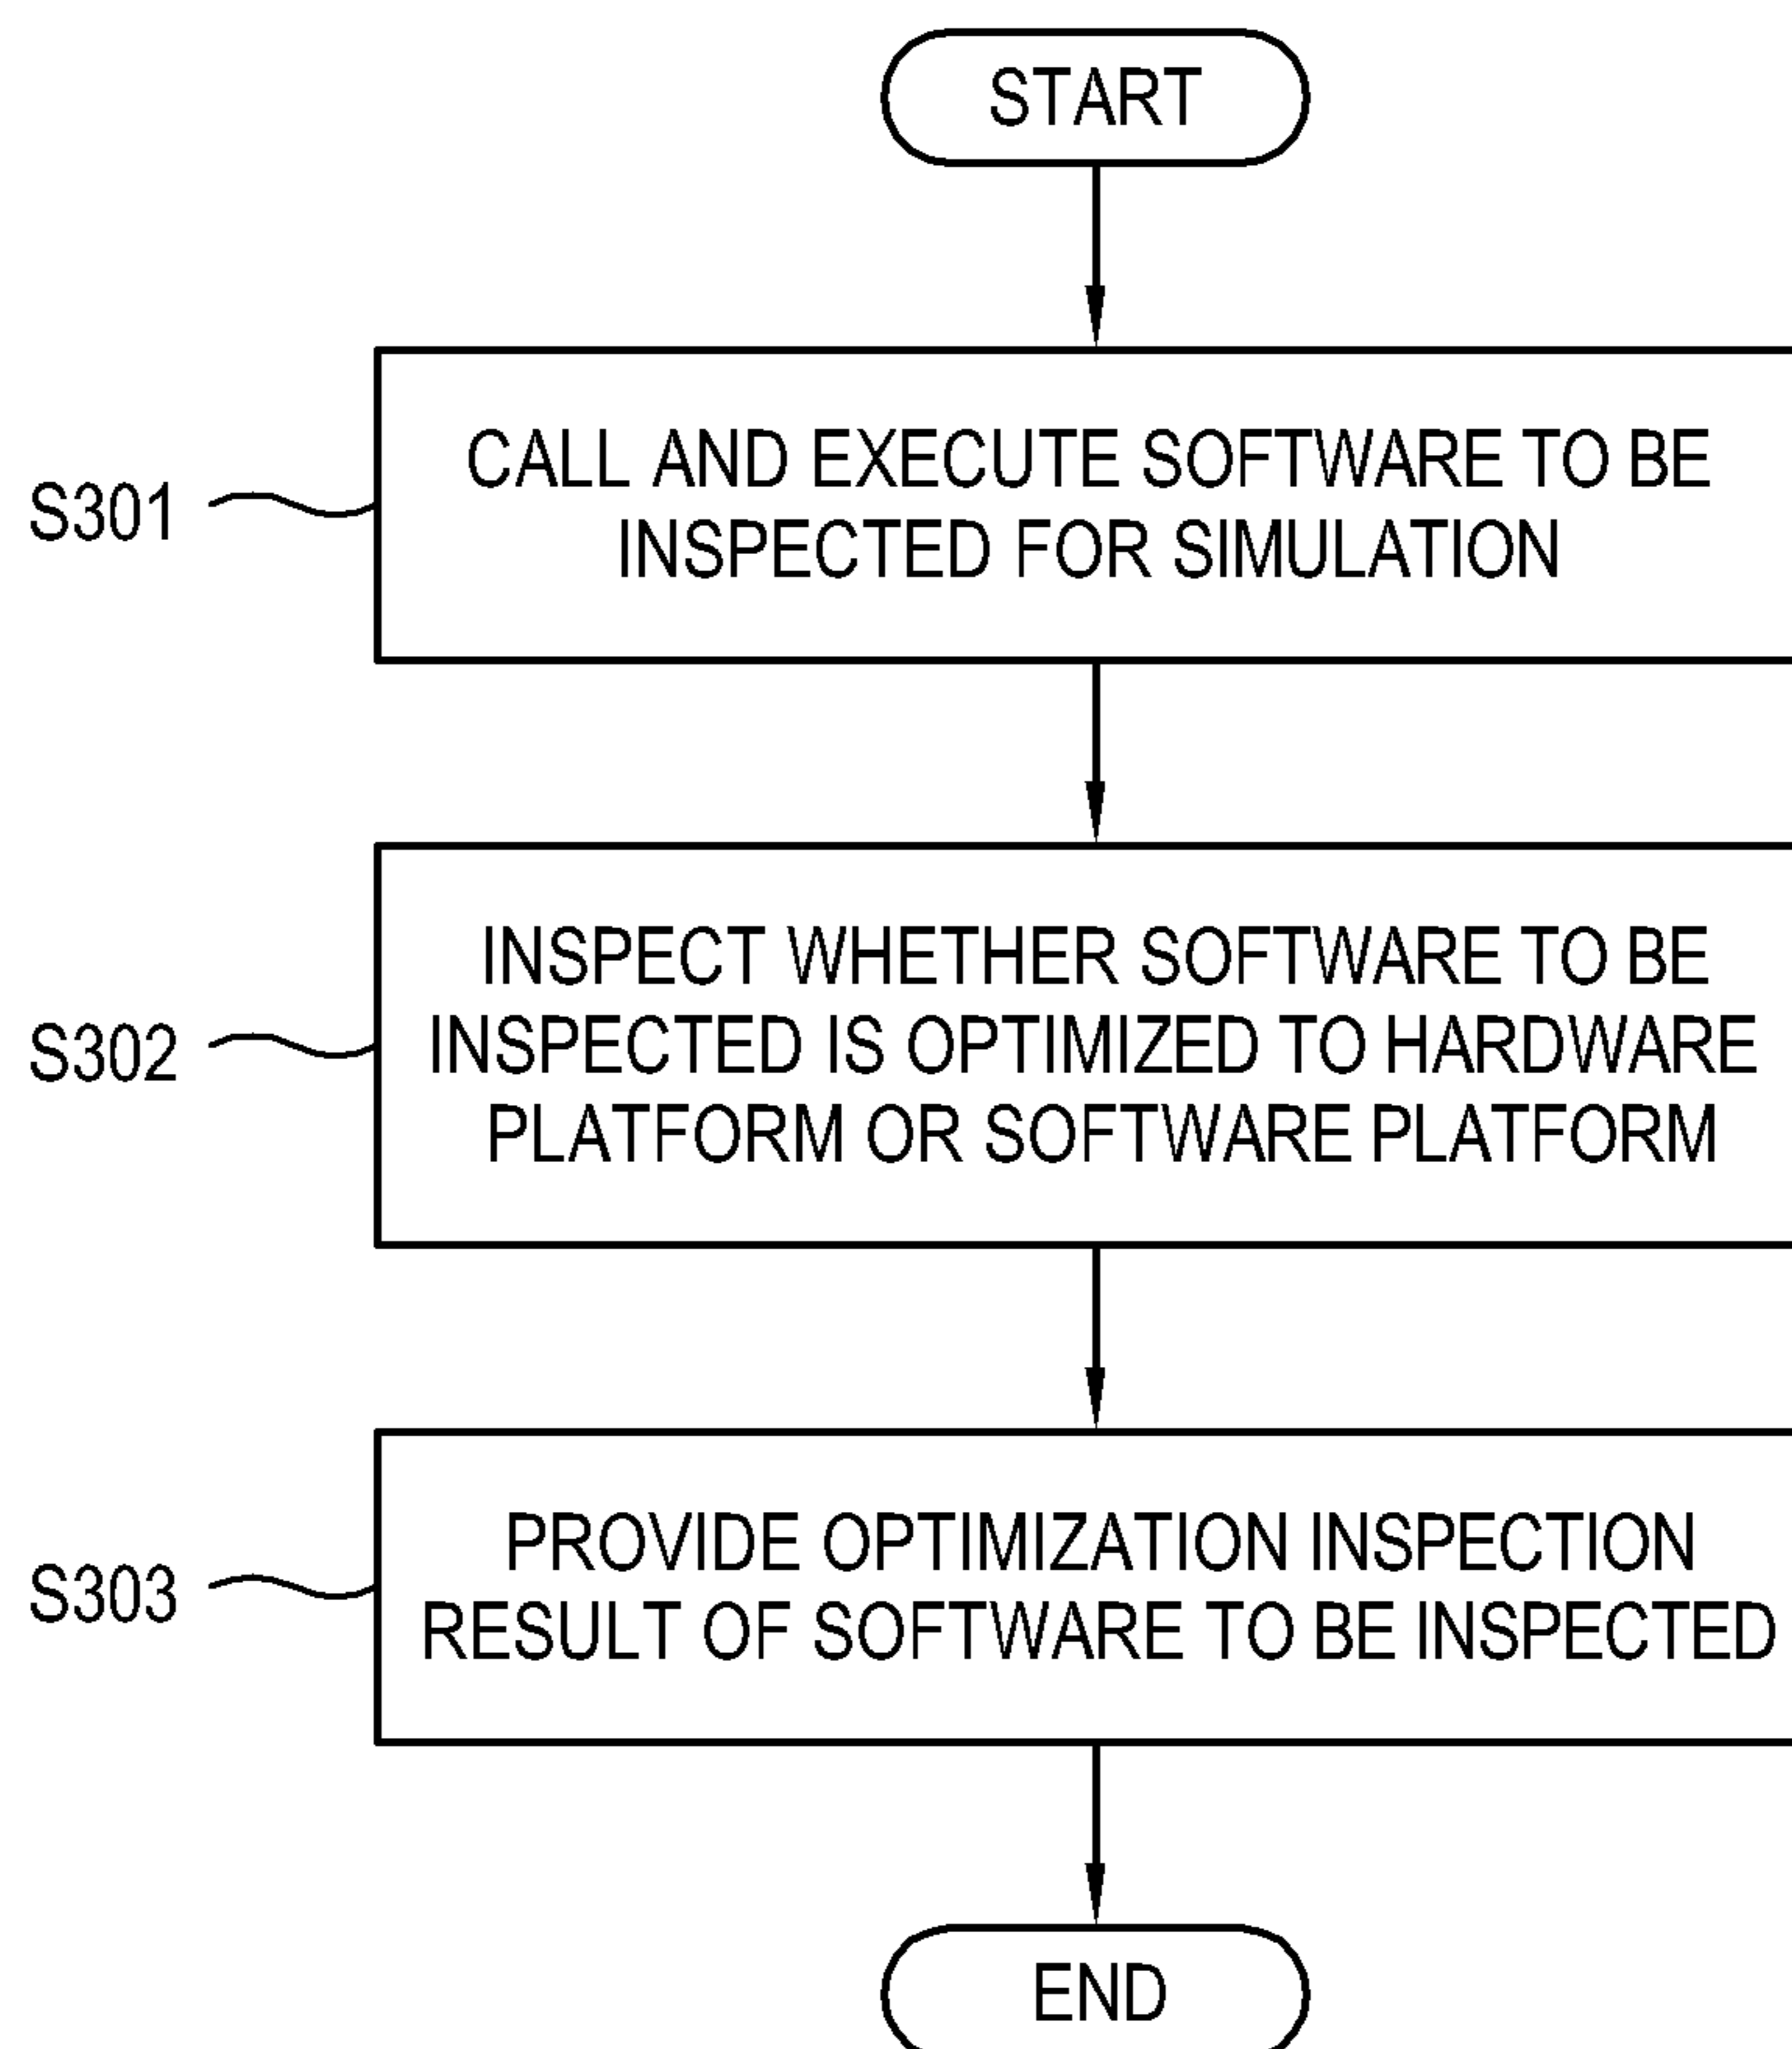 START
S301
CALL AND EXECUTE SOFTWARE TO BE
INSPECTED FOR SIMULATION
S302
INSPECT WHETHER SOFTWARE TO BE
INSPECTED IS OPTIMIZED TO HARDWARE
PLATFORM OR SOFTWARE PLATFORM
S303
PROVIDE OPTIMIZATION INSPECTION
RESULT OF SOFTWARE TO BE INSPECTED
END